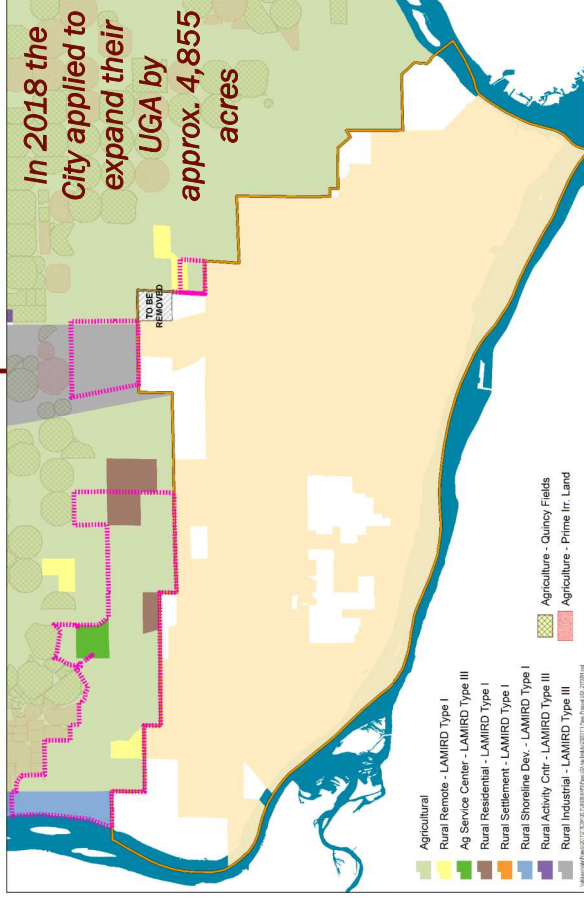 In 2018 the
City applied to
expand their
UGA by
approx. 4,855
acres
TO BE
REMOVED
Agricultural
Rural Remote - LAMIRD Type I
Ag Service Center - LAMIRD Type III
Rural Residential - LAMIRD Type I
Rural Settlement - LAMIRD Type I
Rural Shoreline Dev. - LAMIRD Type I
Rural Activity Cntr - LAMIRD Type III
Rural Industrial - LAMIRD Type III
Agriculture - Quincy Fields
Agriculture - Prime Irr. Land